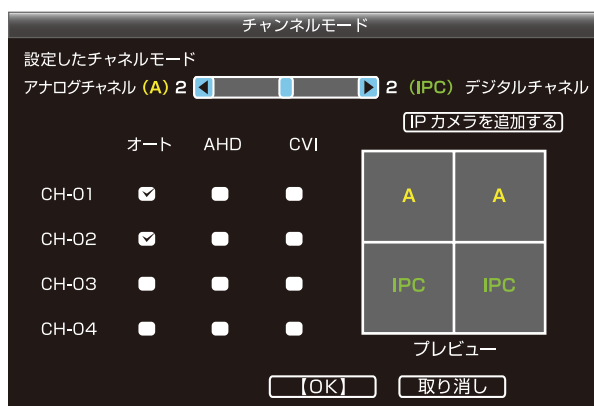 チャンネルモード
設定したチャネルモード
アナログチャネル (A) 2 2 (IPC) デジタルチャネル
IP カメラを追加する
オート AHD CVI
CH-01
CH-02
CH-03
CH-04
A A
IPC IPC
プレビュー
【OK】 取り消し